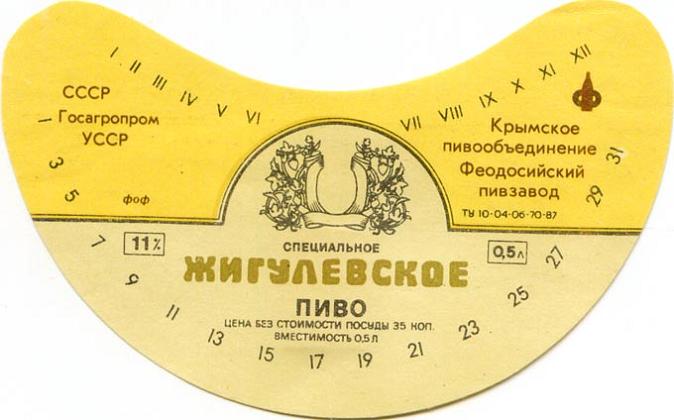 I II III IV V VI VII VIII IX X XI XII
СССР
Госагропром
УССР
фоф
Крымское
пивообъединение
Феодосийский
пивзавод
ТУ 10-04-06-70-87
11%
0,5 л
СПЕЦИАЛЬНОЕ
ЖИГУЛЕВСКОЕ
ПИВО
ЦЕНА БЕЗ СТОИМОСТИ ПОСУДЫ 35 КОП.
ВМЕСТИМОСТЬ 0,5 Л
1 3 5 7 9 11 13 15 17 19 21 23 25 27 29 31